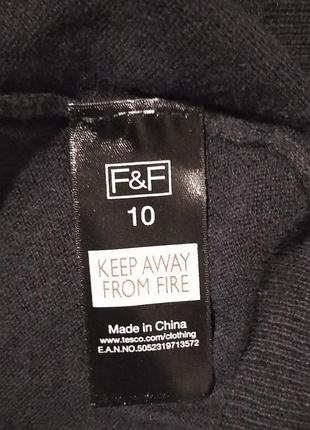 F&F
10
KEEP AWAY
FROM FIRE
Made in China
www.tesco.com/clothing
E.A.N.NO.5052319713572